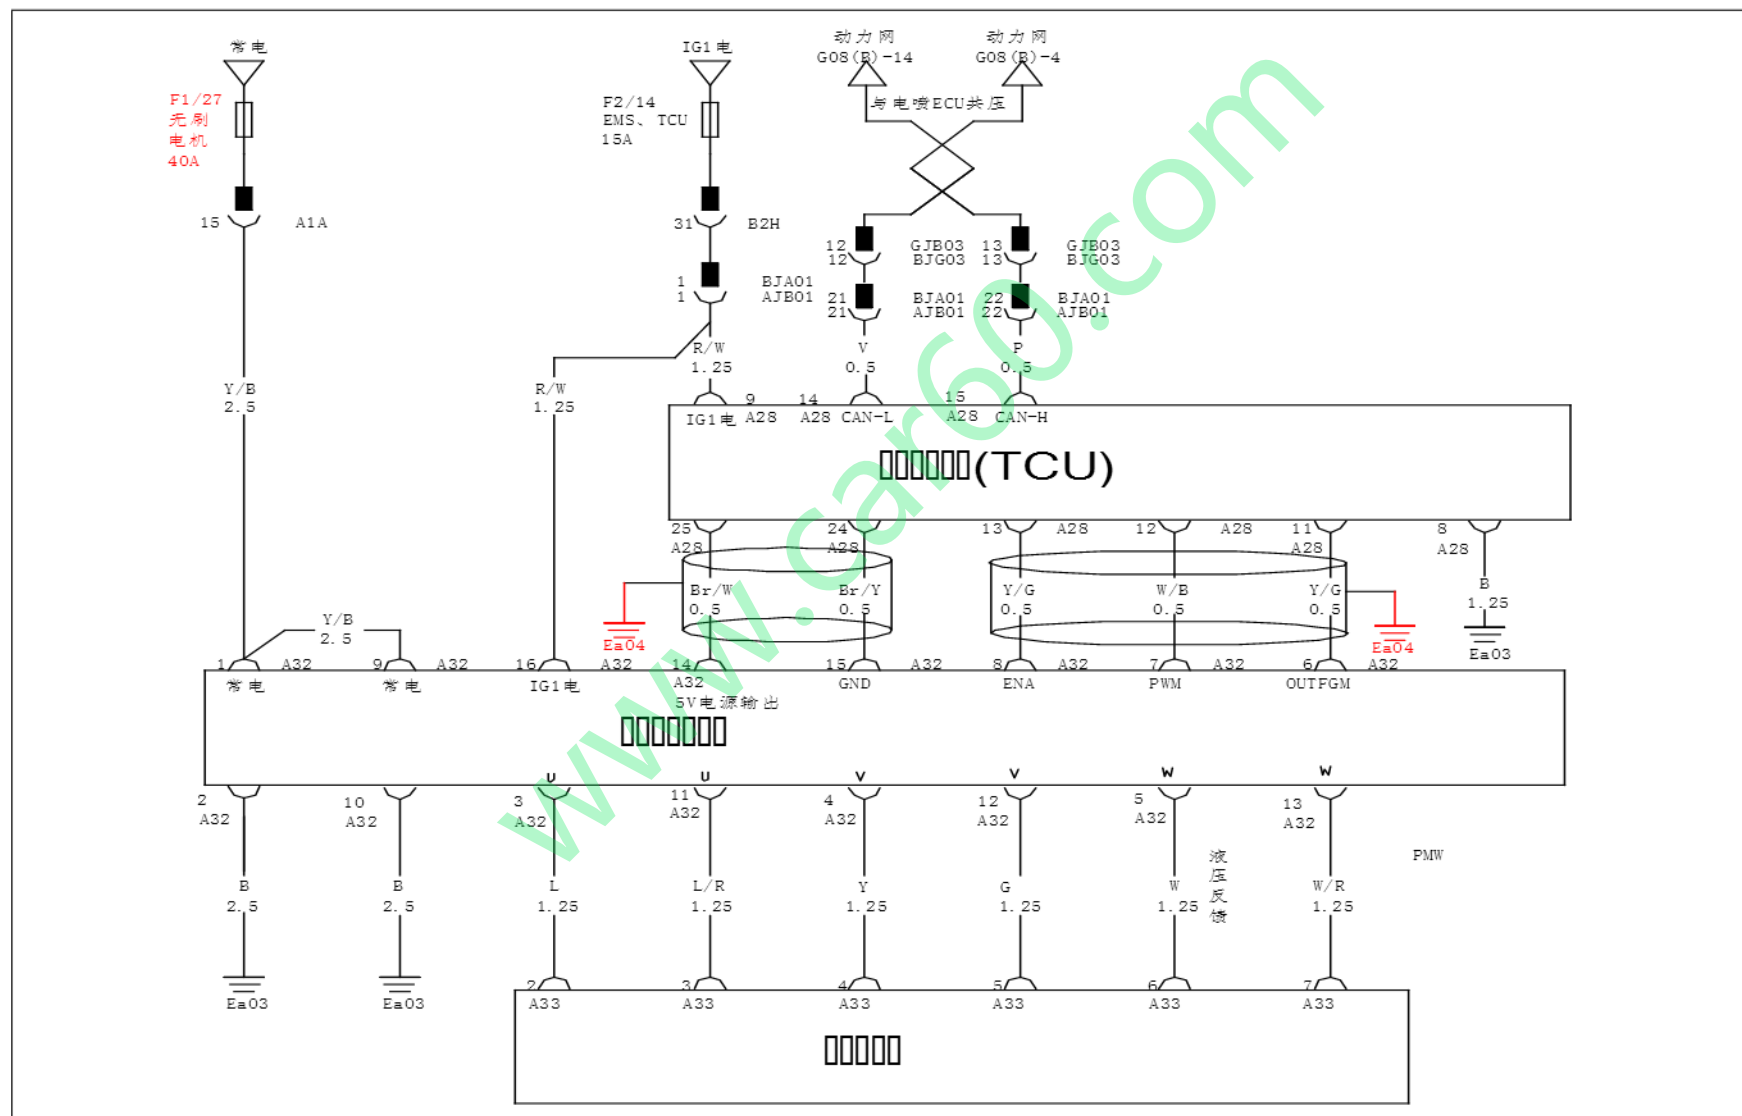 常电
IG1电
动力网
G08(B)-14
动力网
G08(B)-4
F1/27
无刷
电机
40A
F2/14
EMS、TCU
15A
与电喷ECU共压
15
A1A
31
B2H
12
12
GJB03
BJG03
13
13
GJB03
BJG03
1
1
BJA01
AJB01
21
21
BJA01
AJB01
22
22
BJA01
AJB01
R/W
1.25
V
0.5
P
0.5
Y/B
2.5
R/W
1.25
9
A28
IG1电
14
A28
CAN-L
15
A28
CAN-H
(TCU)
25
A28
24
A28
13
A28
12
A28
11
A28
8
A28
Br/W
0.5
Br/Y
0.5
Y/G
0.5
W/B
0.5
Y/G
0.5
B
1.25
Ea04
Ea04
Ea03
Y/B
2.5
1
A32
9
A32
16
A32
14
A32
15
A32
8
A32
7
A32
6
A32
常电
常电
IG1电
5V电源输出
GND
ENA
PWM
OUTFGM
U
U
V
V
W
W
2
A32
10
A32
3
A32
11
A32
4
A32
12
A32
5
A32
13
A32
液压反馈
PMW
B
2.5
B
2.5
L
1.25
L/R
1.25
Y
1.25
G
1.25
W
1.25
W/R
1.25
Ea03
Ea03
2
A33
3
A33
4
A33
5
A33
6
A33
7
A33
www.car60.com